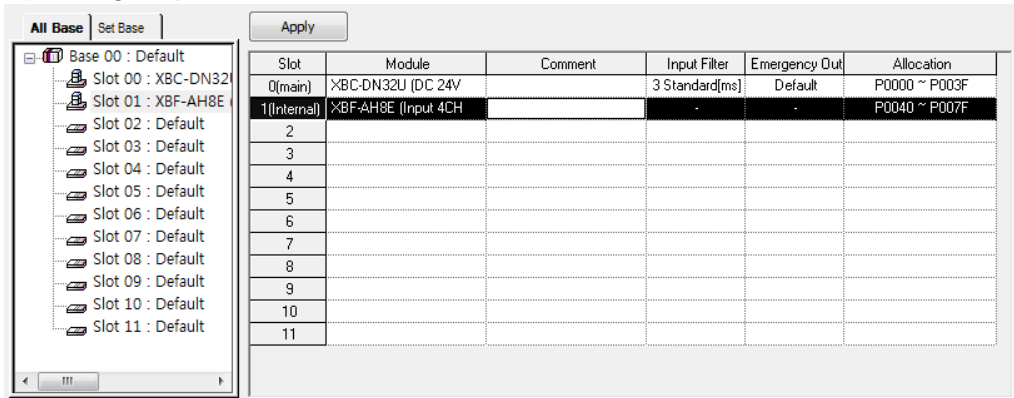 All Base Set Base Apply
Base 00 : Default
Slot 00 : XBC-DN32U
Slot 01 : XBF-AH8E (
Slot 02 : Default
Slot 03 : Default
Slot 04 : Default
Slot 05 : Default
Slot 06 : Default
Slot 07 : Default
Slot 08 : Default
Slot 09 : Default
Slot 10 : Default
Slot 11 : Default
Slot Module Comment Input Filter Emergency Out Allocation
0(main) XBC-DN32U (DC 24V 3 Standard[ms] Default P0000 ~ P003F
1(Internal) XBF-AH8E (Input 4CH - - P0040 ~ P007F
2
3
4
5
6
7
8
9
10
11